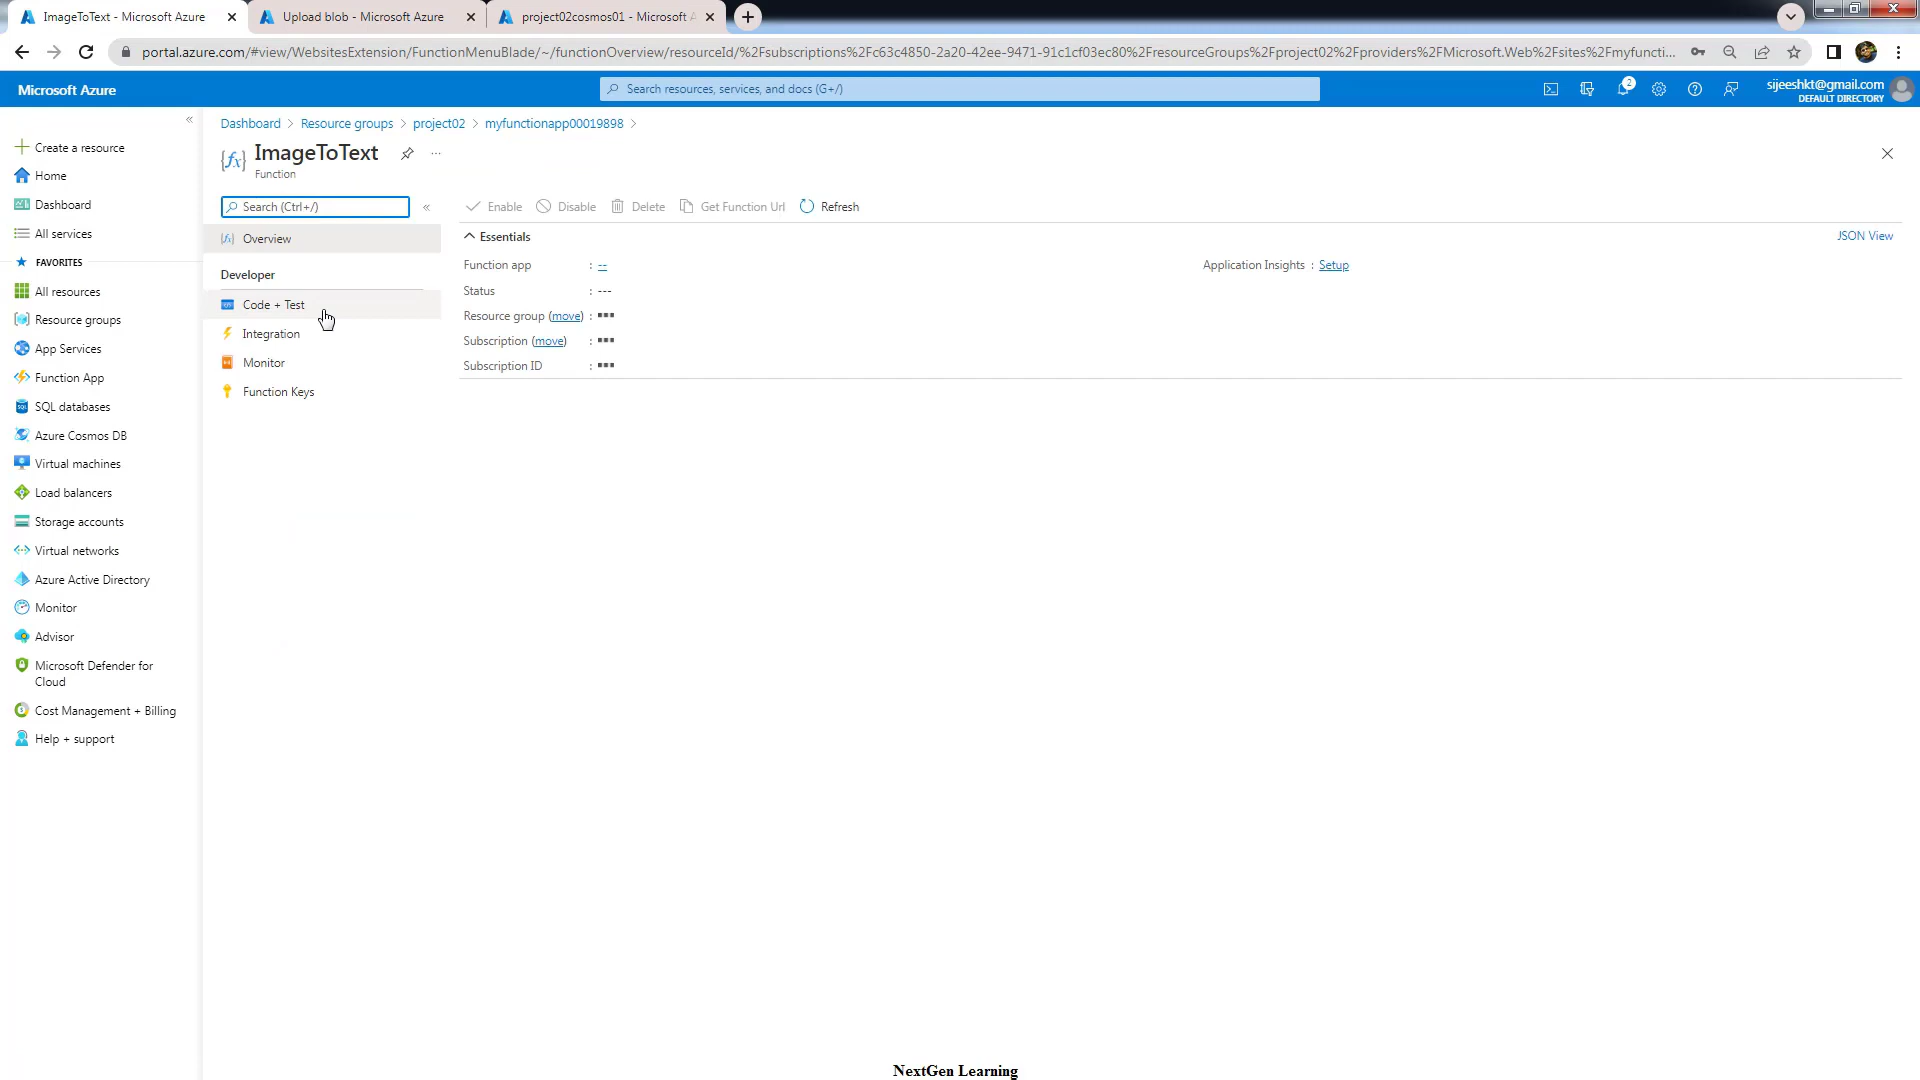 ImageToText - Microsoft Azure
Upload blob - Microsoft Azure
project02cosmos01 - Microsoft A
portal.azure.com/#view/WebsitesExtension/FunctionMenuBlade/~/functionOverview/resourceId/%2Fsubscriptions%2Fc63c4850-2a20-42ee-9471-91c1cf03ec80%2FresourceGroups%2Fproject02%2Fproviders%2FMicrosoft.Web%2Fsites%2Fmyfuncti...
Microsoft Azure
Search resources, services, and docs (G+/)
2
sijeeshkt@gmail.com
DEFAULT DIRECTORY
Create a resource
Home
Dashboard
All services
FAVORITES
All resources
Resource groups
App Services
Function App
SQL databases
Azure Cosmos DB
Virtual machines
Load balancers
Storage accounts
Virtual networks
Azure Active Directory
Monitor
Advisor
Microsoft Defender for
Cloud
Cost Management + Billing
Help + support
Dashboard > Resource groups > project02 > myfunctionapp00019898 >
ImageToText
...
Function
Search (Ctrl+/)
Overview
Developer
Code + Test
Integration
Monitor
Function Keys
Enable
Disable
Delete
Get Function Url
Refresh
Essentials
JSON View
Function app : --
Status : ---
Resource group (move) :
Subscription (move) :
Subscription ID :
Application Insights : Setup
NextGen Learning